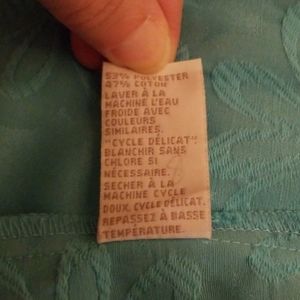 53% POLYESTER
47% COTON
LAVER À LA
MACHINE L'EAU
FROIDE AVEC
COULEURS
SIMILAIRES.
"CYCLE DÉLICAT".
BLANCHIR SANS
CHLORE SI
NÉCESSAIRE.
SECHER À LA
MACHINE CYCLE
DOUX, CYCLE DÉLICAT.
REPASSEZ À BASSE
TEMPÉRATURE.